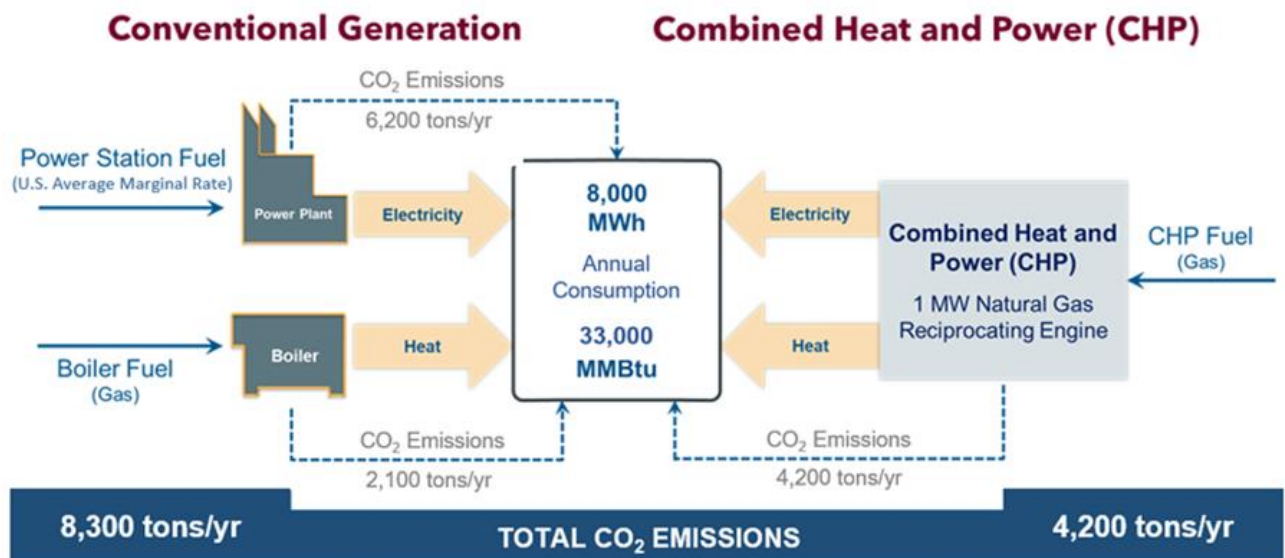 Conventional Generation
Combined Heat and Power (CHP)
CO₂ Emissions
6,200 tons/yr
Power Station Fuel
(U.S. Average Marginal Rate)
Power Plant
Electricity
8,000
MWh
Annual
Consumption
33,000
MMBtu
Electricity
Combined Heat and
Power (CHP)
1 MW Natural Gas
Reciprocating Engine
CHP Fuel
(Gas)
Boiler Fuel
(Gas)
Boiler
Heat
Heat
CO₂ Emissions
2,100 tons/yr
CO₂ Emissions
4,200 tons/yr
8,300 tons/yr
TOTAL CO₂ EMISSIONS
4,200 tons/yr